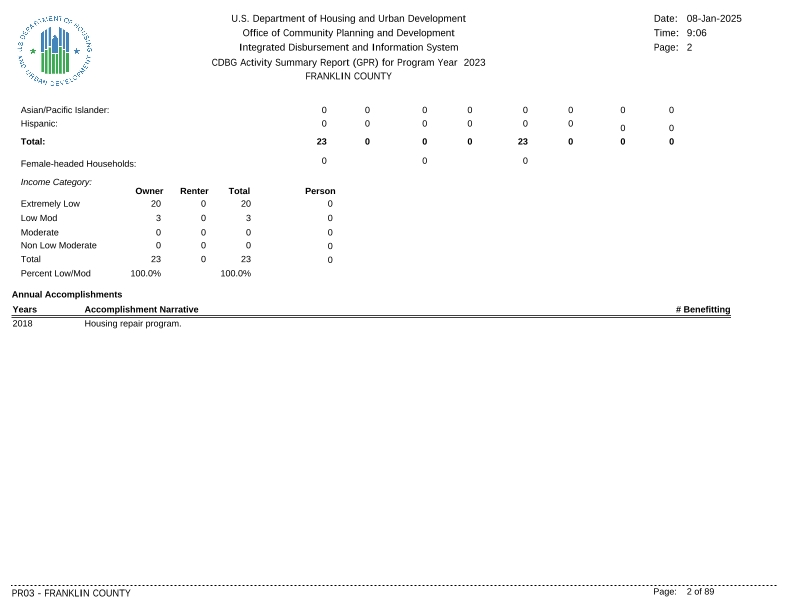 U.S. DEPARTMENT OF HOUSING AND URBAN DEVELOPMENT
U.S. Department of Housing and Urban Development
Office of Community Planning and Development
Integrated Disbursement and Information System
CDBG Activity Summary Report (GPR) for Program Year 2023
FRANKLIN COUNTY
Date: 08-Jan-2025
Time: 9:06
Page: 2
Asian/Pacific Islander: 0 0 0 0 0 0 0 0
Hispanic: 0 0 0 0 0 0 0 0
Total: 23 0 0 0 23 0 0 0
Female-headed Households: 0 0 0
Income Category:
Owner Renter Total Person
Extremely Low 20 0 20 0
Low Mod 3 0 3 0
Moderate 0 0 0 0
Non Low Moderate 0 0 0 0
Total 23 0 23 0
Percent Low/Mod 100.0% 100.0%
Annual Accomplishments
Years Accomplishment Narrative # Benefitting
2018 Housing repair program.
PR03 - FRANKLIN COUNTY Page: 2 of 89